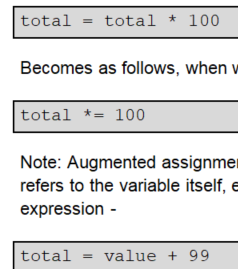 total = total * 100
Becomes as follows, when
total *= 100
Note: Augmented
refers to the variable itself,
expression -
total = value + 99